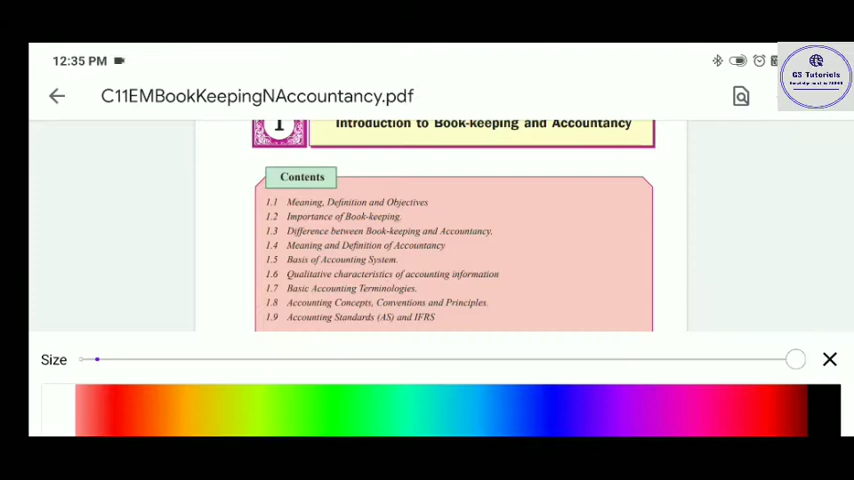 12:35 PM
GS Tutorials
C11EMBookKeepingNAccountancy.pdf
1 Introduction to Book-keeping and Accountancy
Contents
1.1 Meaning, Definition and Objectives
1.2 Importance of Book-keeping.
1.3 Difference between Book-keeping and Accountancy.
1.4 Meaning and Definition of Accountancy
1.5 Basis of Accounting System.
1.6 Qualitative characteristics of accounting information
1.7 Basic Accounting Terminologies.
1.8 Accounting Concepts, Conventions and Principles.
1.9 Accounting Standards (AS) and IFRS
Size